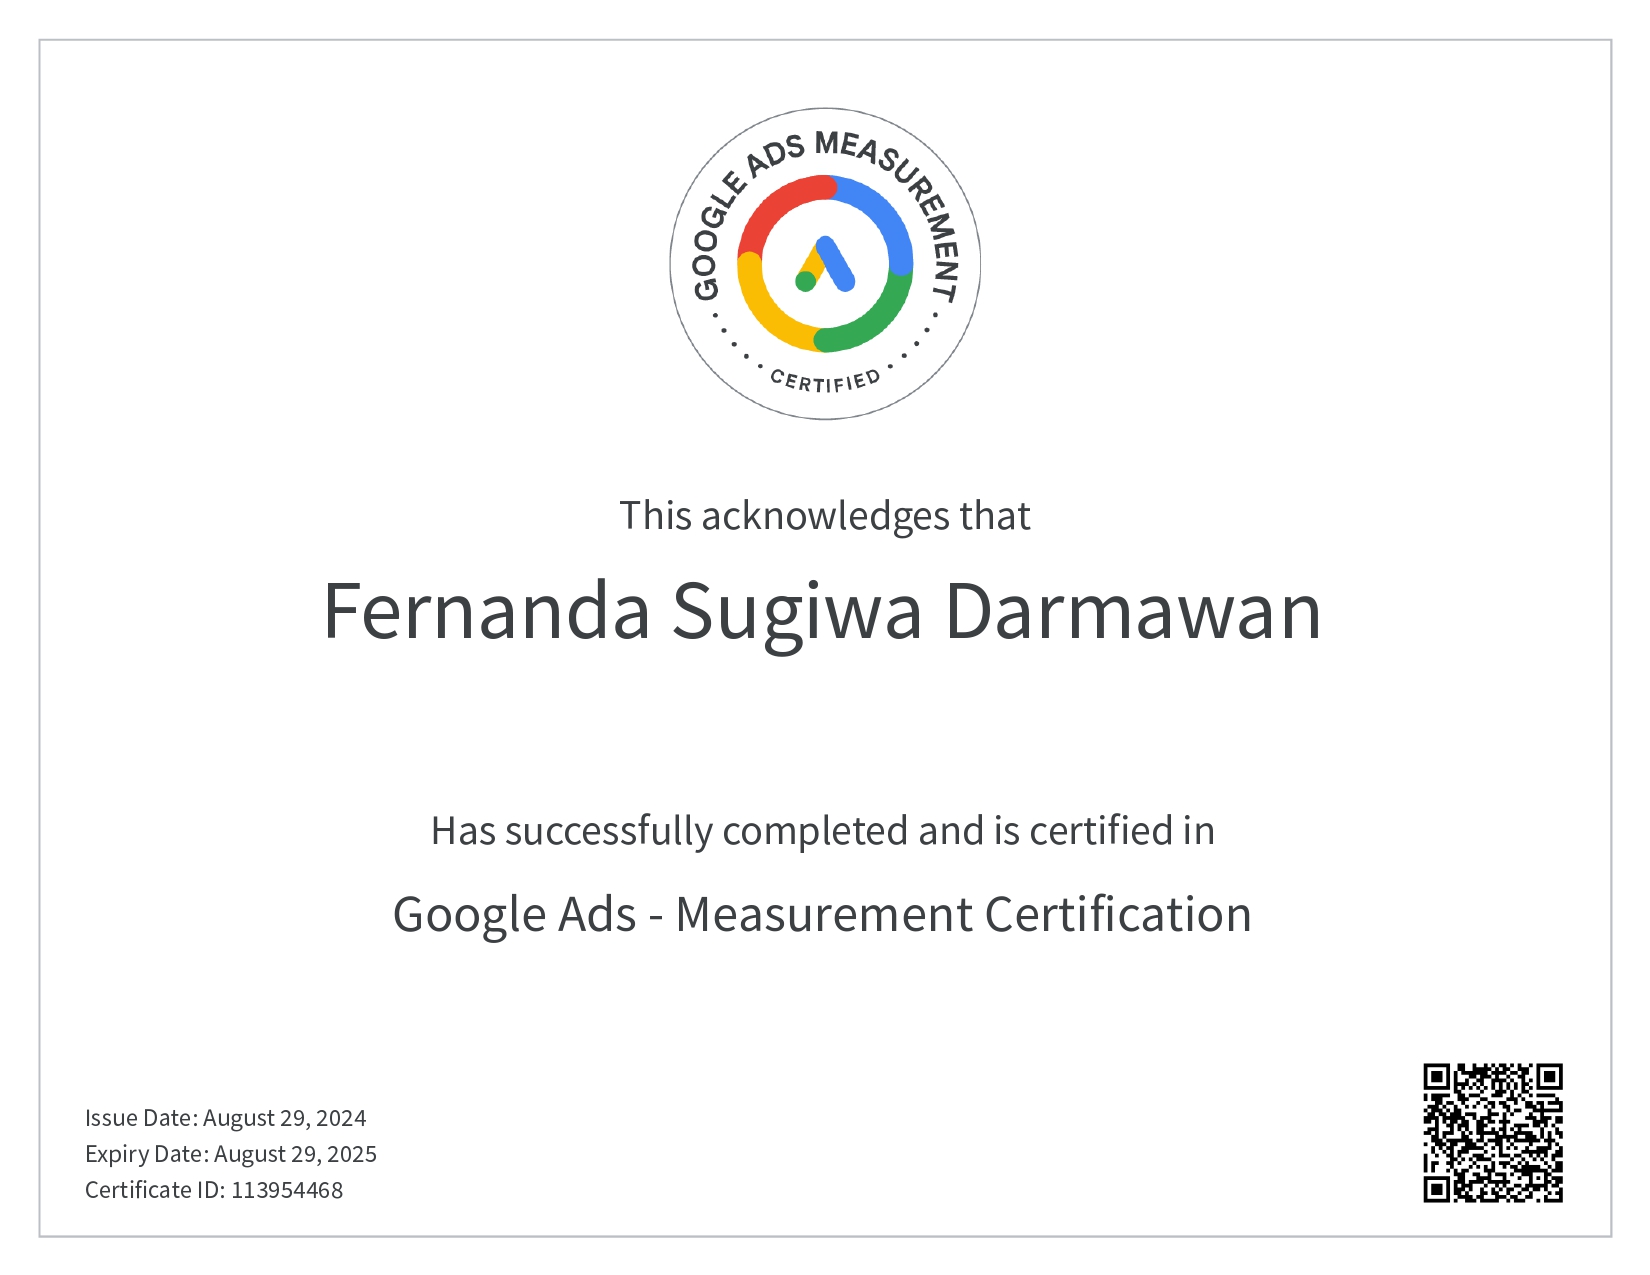 GOOGLE ADS MEASUREMENT
CERTIFIED
This acknowledges that
Fernanda Sugiwa Darmawan
Has successfully completed and is certified in
Google Ads - Measurement Certification
Issue Date: August 29, 2024
Expiry Date: August 29, 2025
Certificate ID: 113954468